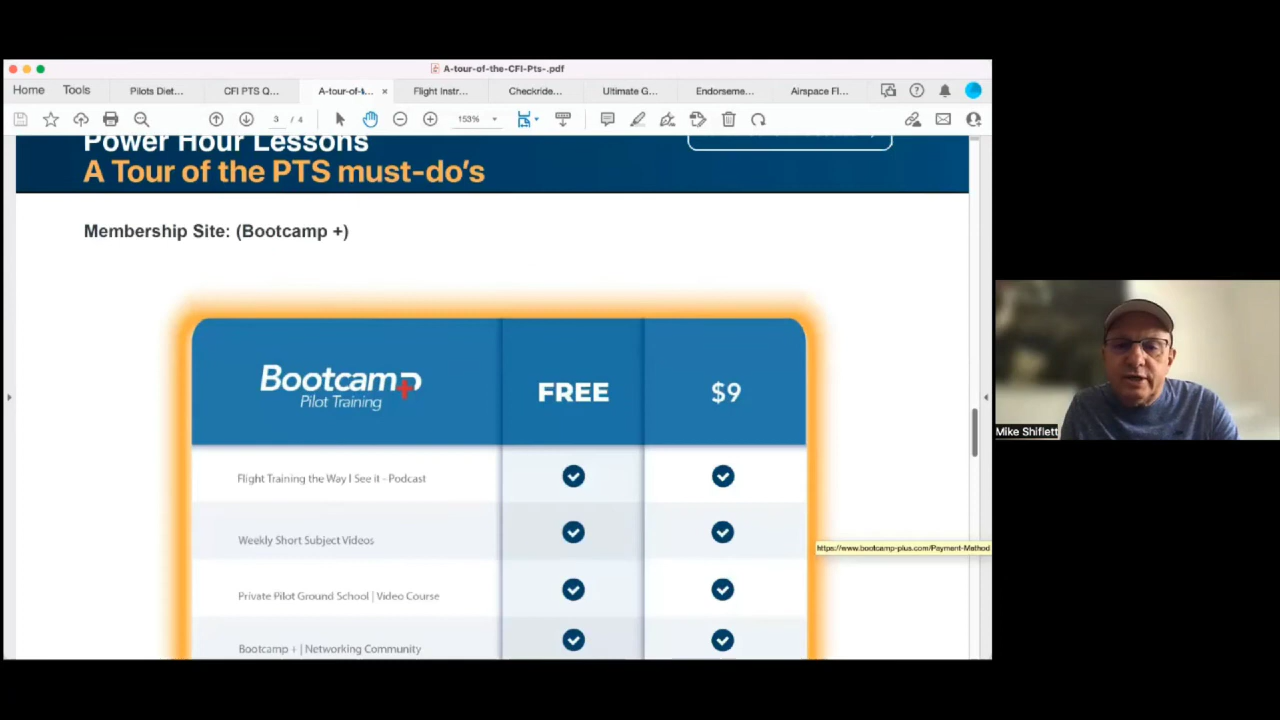 A-tour-of-the-CFI-Pts-.pdf
Home Tools Pilots Diet... CFI PTS Q... A-tour-of-t... × Flight Instr... Checkride... Ultimate G... Endorseme... Airspace Fl...
3 / 4 153%
Power Hour Lessons
A Tour of the PTS must-do's
Membership Site: (Bootcamp +)
Bootcamp
Pilot Training
FREE
$9
Flight Training the Way I See it - Podcast
Weekly Short Subject Videos
https://www.bootcamp-plus.com/Payment-Method
Private Pilot Ground School | Video Course
Bootcamp + | Networking Community
Mike Shiflett